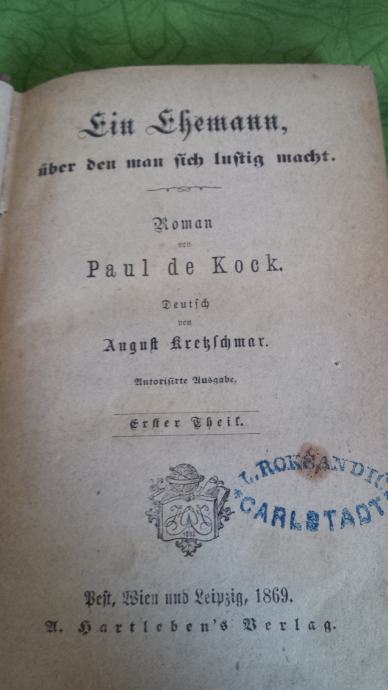 Ein Ehemann,
über den man sich lustig macht.
Roman
von
Paul de Kock.
Deutsch
von
August Kretzschmar.
Autorisirte Ausgabe.
Erster Theil.
L. ROKSANDIC
CARLSTADT
Pest, Wien und Leipzig, 1869.
A. Hartleben's Verlag.